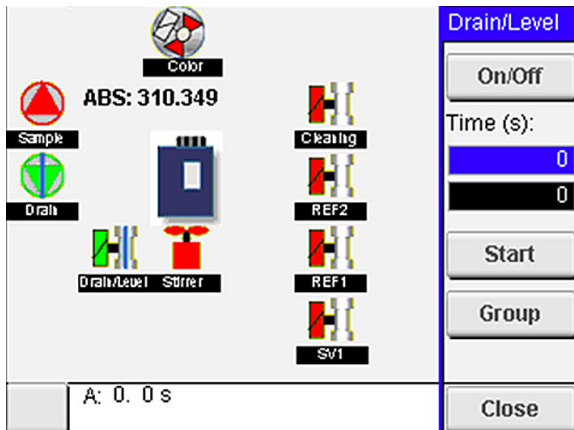 Drain/Level
Color
On/Off
ABS: 310.349
Time (s):
Sample
Cleaning
0
0
Drain
REF2
Start
Drain/Level
Stirrer
REF1
Group
SV1
A: 0. 0 s
Close